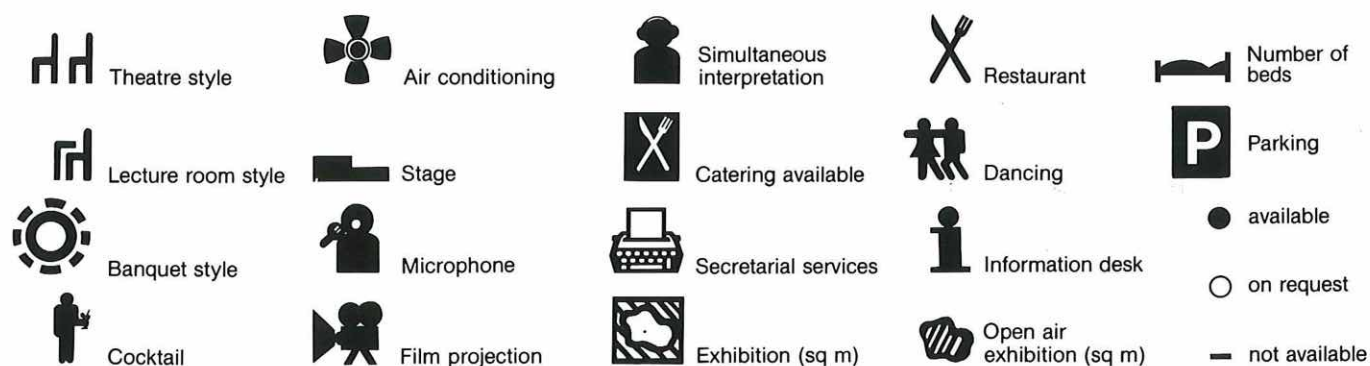 Theatre style
Lecture room style
Banquet style
Cocktail
Air conditioning
Stage
Microphone
Film projection
Simultaneous
interpretation
Catering available
Secretarial services
Exhibition (sq m)
Restaurant
Dancing
Information desk
Open air
exhibition (sq m)
Number of
beds
P
Parking
available
on request
not available